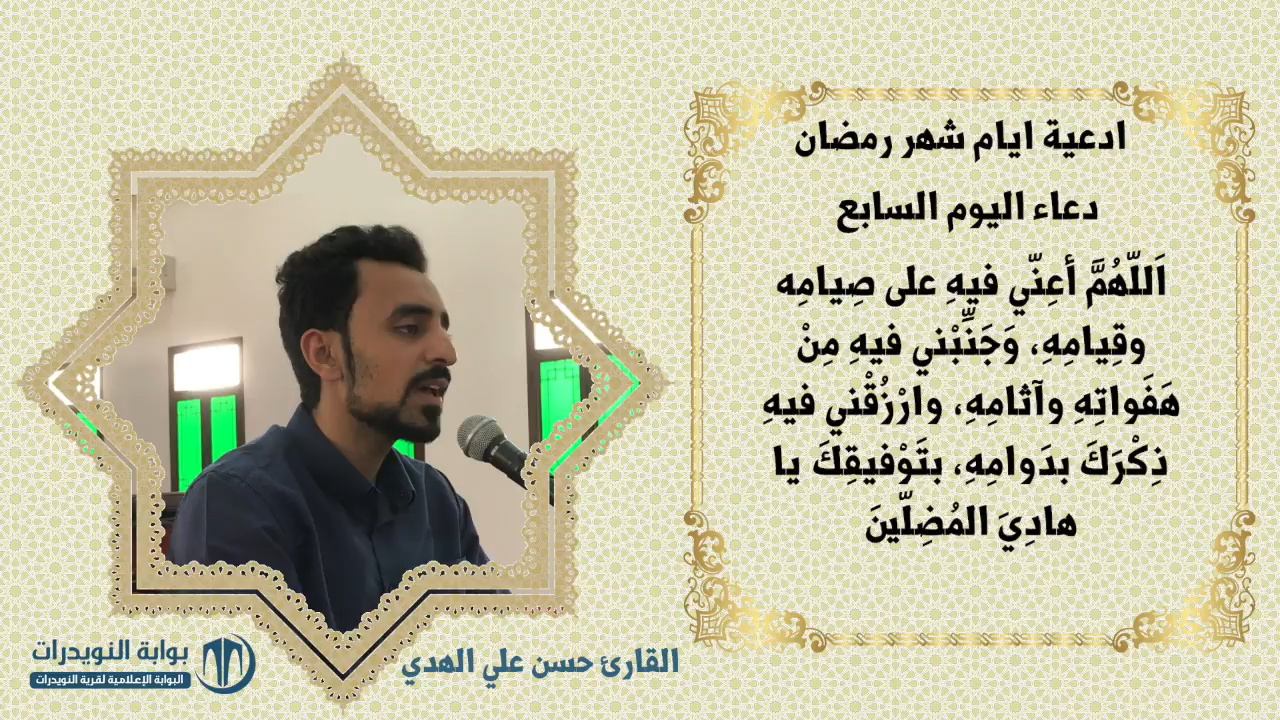 ادعية ايام شهر رمضان
دعاء اليوم السابع
اَللّهُمَّ أعِنّي فيهِ على صِيامِه
وقِيامِهِ، وَجَنِّبْني فيهِ مِنْ
هَفَواتِهِ وآثامِهِ، وارْزُقْني فيهِ
ذِكْرَكَ بدَوامِهِ، بتَوْفيقِكَ يا
هادِيَ المُضِلّينَ
القارئ حسن علي الهدي
بوابة النويدرات
البوابة الإعلامية لقرية النويدرات